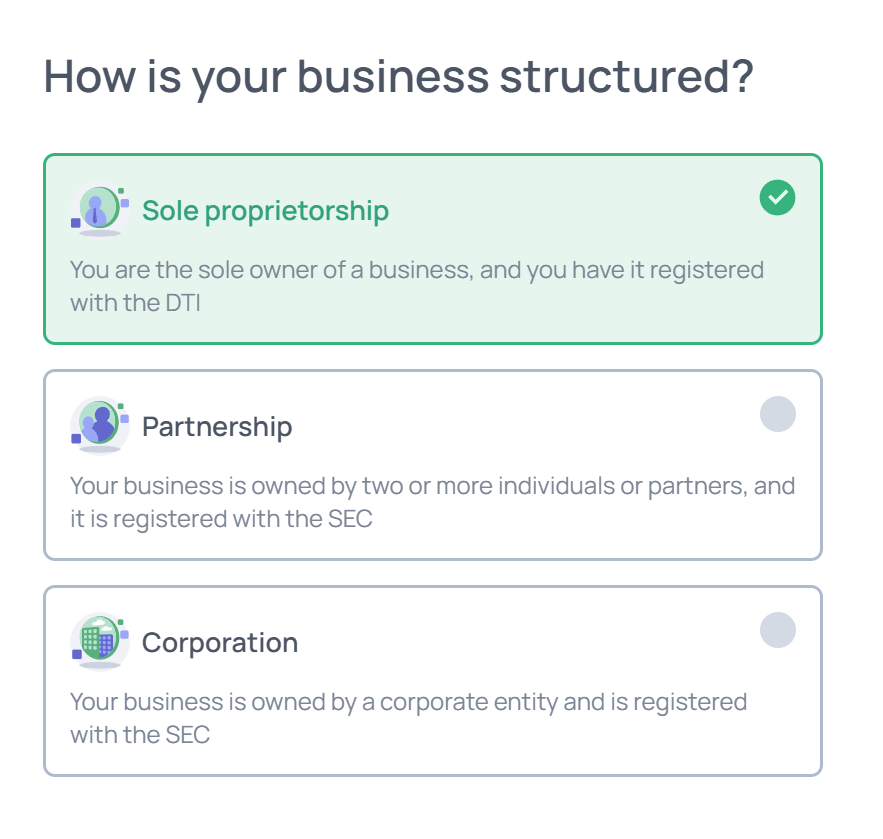 How is your business structured?
Sole proprietorship
You are the sole owner of a business, and you have it registered
with the DTI
Partnership
Your business is owned by two or more individuals or partners, and
it is registered with the SEC
Corporation
Your business is owned by a corporate entity and is registered
with the SEC